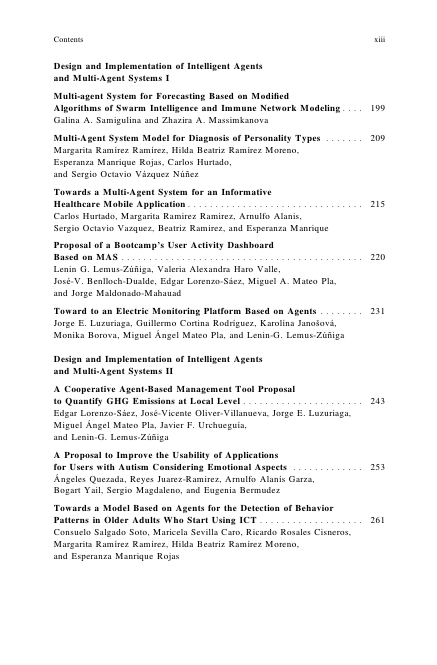 Contents xiii
Design and Implementation of Intelligent Agents
and Multi-Agent Systems I
Multi-agent System for Forecasting Based on Modified
Algorithms of Swarm Intelligence and Immune Network Modeling . . . . 199
Galina A. Samigulina and Zhazira A. Massimkanova
Multi-Agent System Model for Diagnosis of Personality Types . . . . . . . 209
Margarita Ramírez Ramírez, Hilda Beatriz Ramírez Moreno,
Esperanza Manrique Rojas, Carlos Hurtado,
and Sergio Octavio Vázquez Núñez
Towards a Multi-Agent System for an Informative
Healthcare Mobile Application . . . . . . . . . . . . . . . . . . . . . . . . . . . . . . 215
Carlos Hurtado, Margarita Ramirez Ramirez, Arnulfo Alanis,
Sergio Octavio Vazquez, Beatriz Ramirez, and Esperanza Manrique
Proposal of a Bootcamp's User Activity Dashboard
Based on MAS . . . . . . . . . . . . . . . . . . . . . . . . . . . . . . . . . . . . . . . . . . 220
Lenin G. Lemus-Zúñiga, Valeria Alexandra Haro Valle,
José-V. Benlloch-Dualde, Edgar Lorenzo-Sáez, Miguel A. Mateo Pla,
and Jorge Maldonado-Mahauad
Toward to an Electric Monitoring Platform Based on Agents . . . . . . . . 231
Jorge E. Luzuriaga, Guillermo Cortina Rodríguez, Karolína Janošová,
Monika Borova, Miguel Ángel Mateo Pla, and Lenin-G. Lemus-Zúñiga
Design and Implementation of Intelligent Agents
and Multi-Agent Systems II
A Cooperative Agent-Based Management Tool Proposal
to Quantify GHG Emissions at Local Level . . . . . . . . . . . . . . . . . . . . . 243
Edgar Lorenzo-Sáez, José-Vicente Oliver-Villanueva, Jorge E. Luzuriaga,
Miguel Ángel Mateo Pla, Javier F. Urchueguía,
and Lenin-G. Lemus-Zúñiga
A Proposal to Improve the Usability of Applications
for Users with Autism Considering Emotional Aspects . . . . . . . . . . . . . 253
Ángeles Quezada, Reyes Juarez-Ramirez, Arnulfo Alanis Garza,
Bogart Yail, Sergio Magdaleno, and Eugenia Bermudez
Towards a Model Based on Agents for the Detection of Behavior
Patterns in Older Adults Who Start Using ICT . . . . . . . . . . . . . . . . . . 261
Consuelo Salgado Soto, Maricela Sevilla Caro, Ricardo Rosales Cisneros,
Margarita Ramírez Ramírez, Hilda Beatriz Ramírez Moreno,
and Esperanza Manrique Rojas